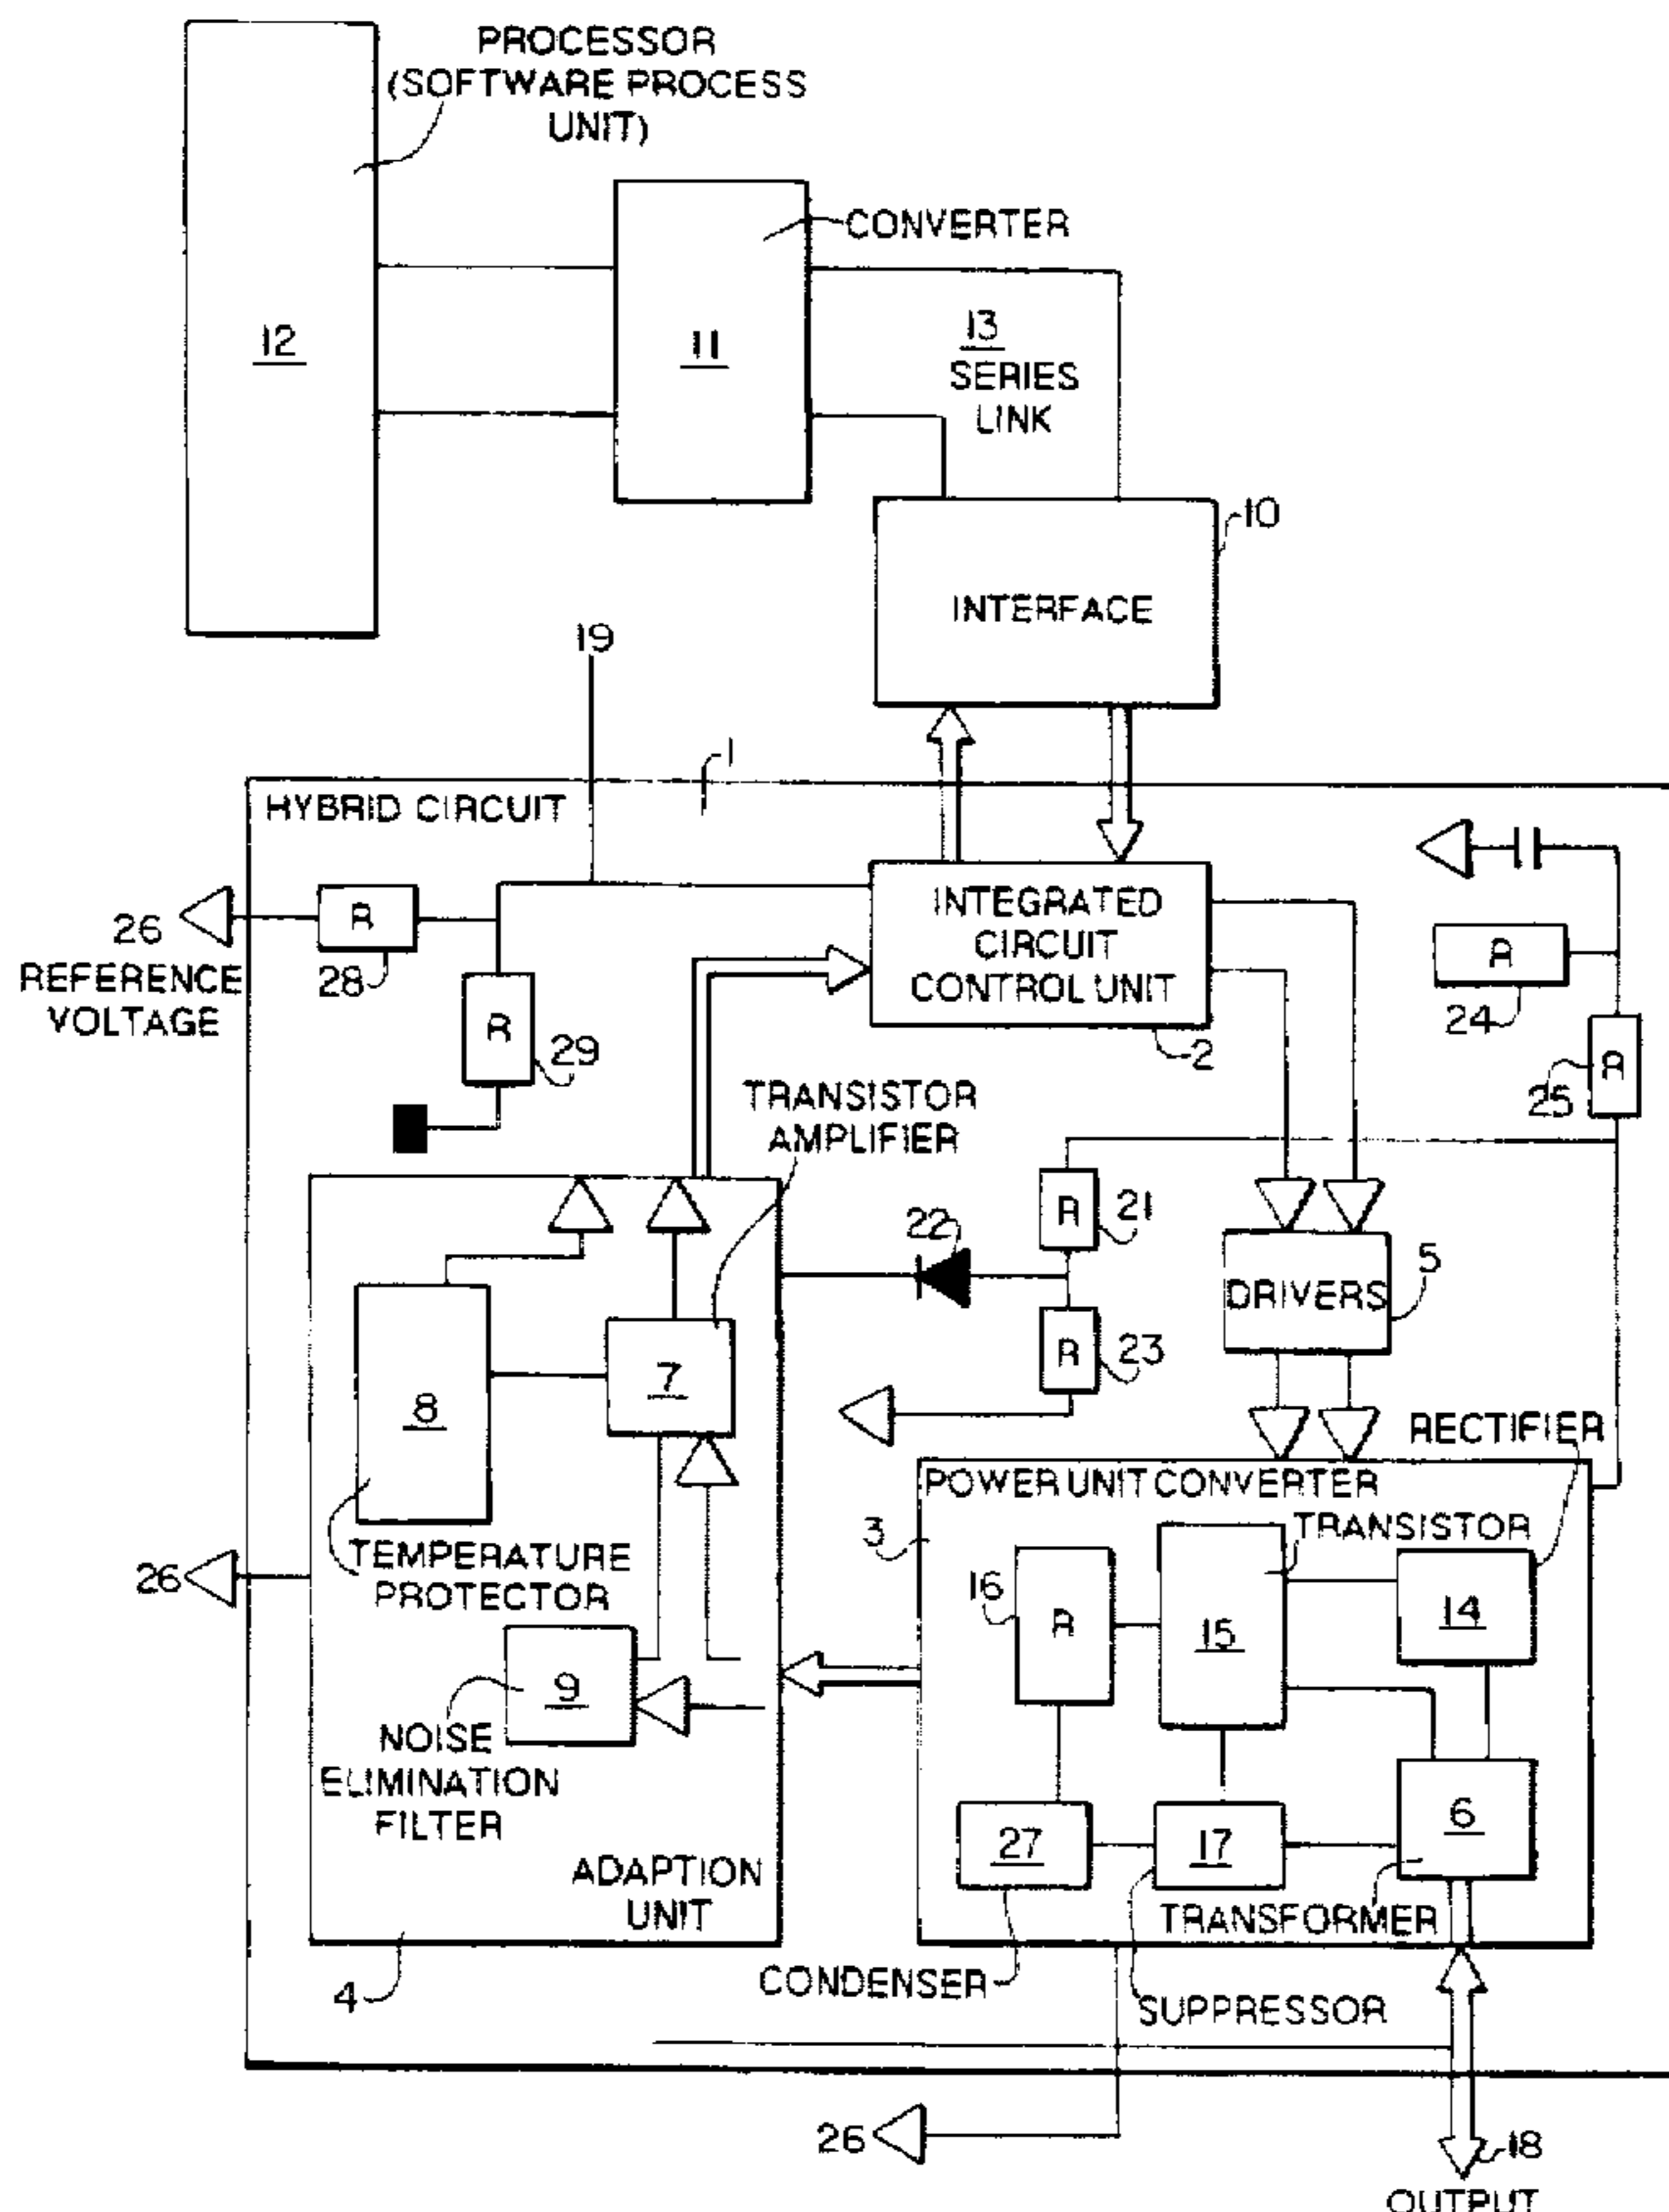 PROCESSOR
(SOFTWARE PROCESS
UNIT)
CONVERTER
12
11
13
SERIES
LINK
10
INTERFACE
19
1
HYBRID CIRCUIT
26
REFERENCE
VOLTAGE
R
28
R
29
INTEGRATED
CIRCUIT
CONTROL UNIT
2
R
24
R
25
TRANSISTOR
AMPLIFIER
R
21
22
R
23
DRIVERS
5
8
7
TEMPERATURE
PROTECTOR
26
9
NOISE
ELIMINATION
FILTER
ADAPTION
UNIT
4
RECTIFIER
POWER UNIT CONVERTER
3
TRANSISTOR
16
R
15
14
27
17
6
TRANSFORMER
CONDENSER
SUPPRESSOR
26
18
OUTPUT